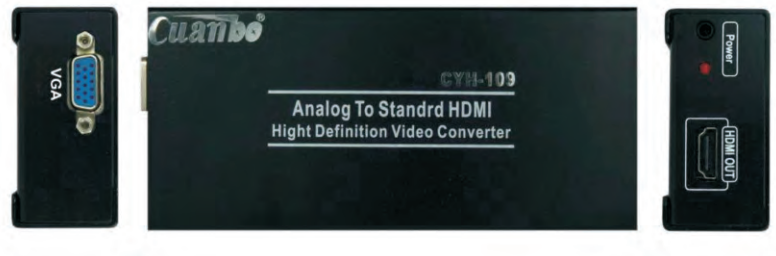 VGA
Cuanbo®
CYH-109
Analog To Standrd HDMI
Hight Definition Video Converter
Power
HDMI OUT